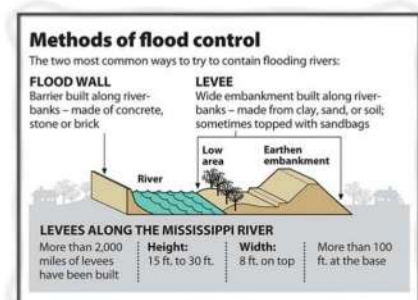 Methods of flood control
The two most common ways to try to contain flooding rivers:
FLOOD WALL
Barrier built along river-
banks – made of concrete,
stone or brick
LEVEE
Wide embankment built along river-
banks – made from clay, sand, or soil;
sometimes topped with sandbags
Low
area
Earthen
embankment
River
LEVEES ALONG THE MISSISSIPPI RIVER
More than 2,000
miles of levees
have been built
Height:
15 ft. to 30 ft.
Width:
8 ft. on top
More than 100
ft. at the base